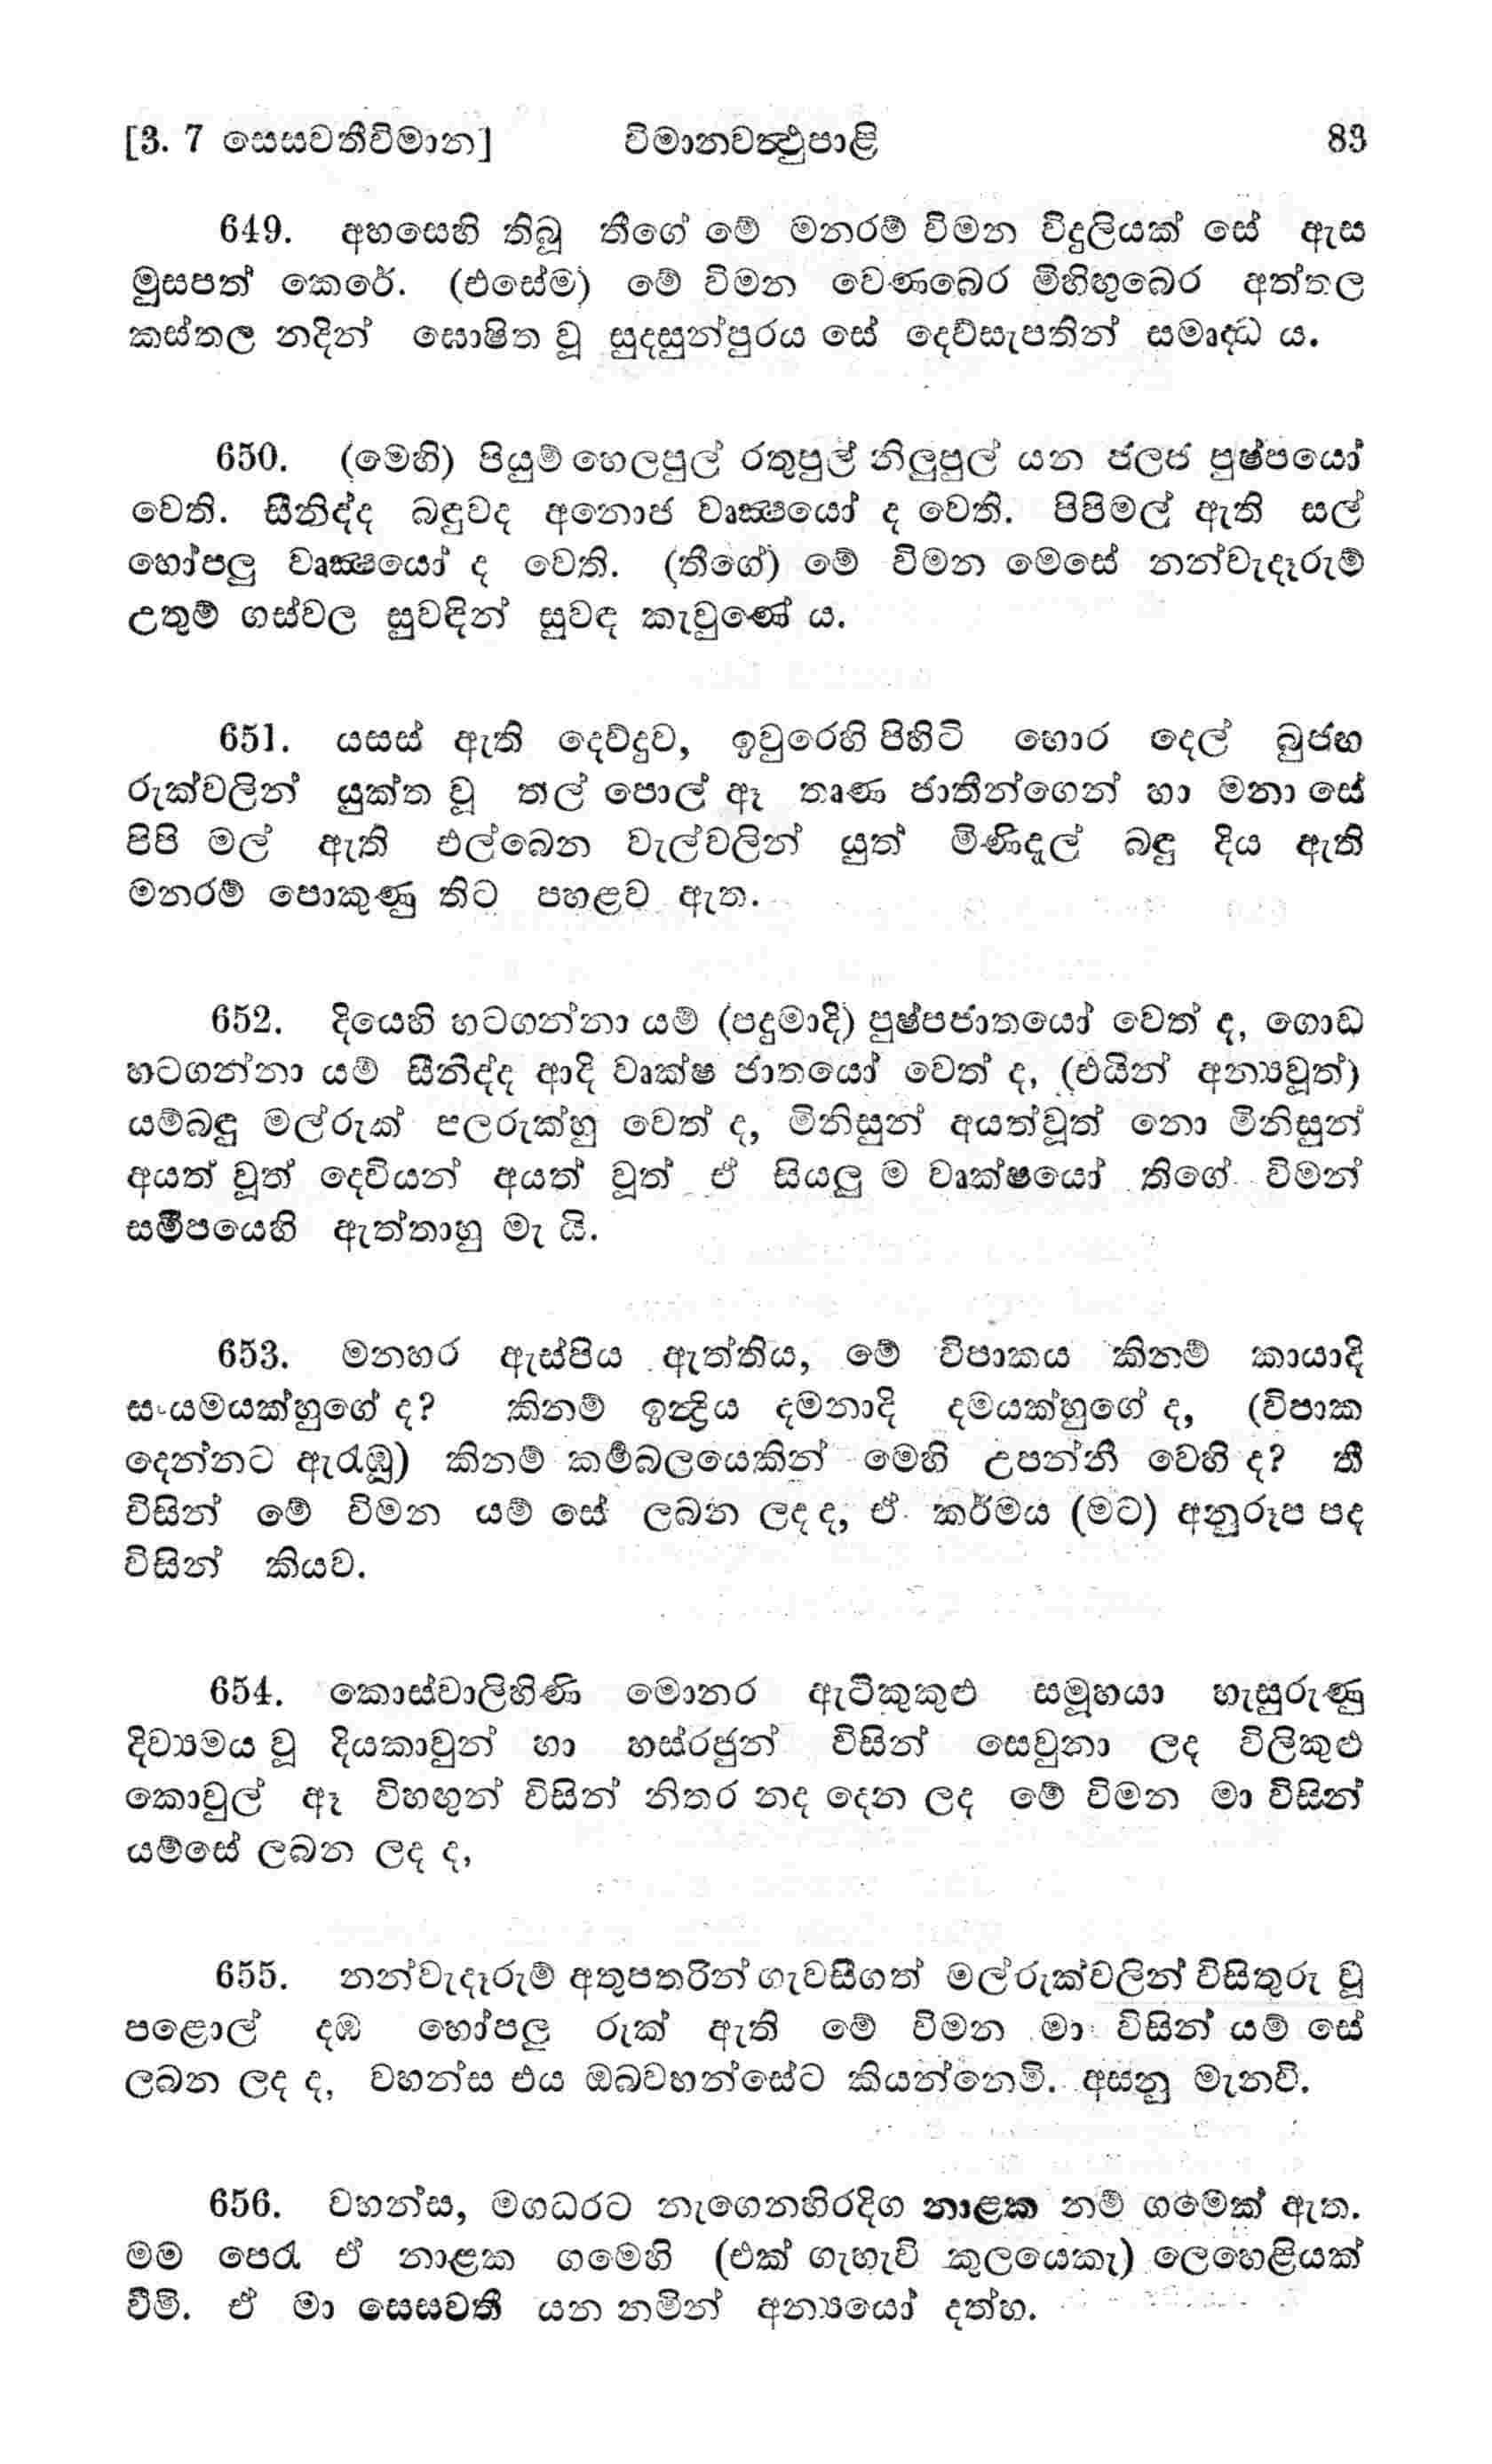 [3. 7 සෙසවතීවිමාන] විමානවත්‍ථුපාළි 83
649. අහසෙහි තිබූ තීගේ මේ මනරම් විමන විදුලියක් සේ ඇස
මුසපත් කෙරේ. (එසේම) මේ විමන වෙණබෙර මිහිඟුබෙර අත්තල
කස්තල නදින් ඝොෂිත වූ සුදසුන්පුරය සේ දෙව්සැපතින් සමෘද්‍ධ ය.
650. (මෙහි) පියුම් හෙලපුල් රතුපුල් නිලුපුල් යන ජලජ පුෂ්පයෝ
වෙති. සීනිද්ද බඳුවද අනොජ වෘක්‍ෂයෝ ද වෙති. පිපිමල් ඇති සල්
හෝපලු වෘක්‍ෂයෝ ද වෙති. (තීගේ) මේ විමන මෙසේ නන්වැදෑරුම්
උතුම් ගස්වල සුවඳින් සුවඳ කැවුණේ ය.
651. යසස් ඇති දෙව්දුව, ඉවුරෙහි පිහිටි හොර දෙල් බුජඟ
රුක්වලින් යුක්ත වූ තල් පොල් ඈ තෘණ ජාතීන්ගෙන් හා මනා සේ
පිපි මල් ඇති එල්බෙන වැල්වලින් යුත් මිණිදැල් බඳු දිය ඇති
මනරම් පොකුණු තිට පහළව ඇත.
652. දියෙහි හටගන්නා යම් (පදුමාදි) පුෂ්පජාතයෝ වෙත් ද, ගොඩ
හටගන්නා යම් සීනිද්ද ආදි වෘක්ෂ ජාතයෝ වෙත් ද, (එයින් අන්‍යවූත්)
යම්බඳු මල්රුක් පලරුක්හු වෙත් ද, මිනිසුන් අයත්වූත් නො මිනිසුන්
අයත් වූත් දෙවියන් අයත් වූත් ඒ සියලු ම වෘක්ෂයෝ තිගේ විමන්
සමීපයෙහි ඇත්තාහු මැ යි.
653. මනහර ඇස්පිය ඇත්තිය, මේ විපාකය කිනම් කායාදි
සංයමයක්හුගේ ද? කිනම් ඉන්‍ද්‍රිය දමනාදි දමයක්හුගේ ද, (විපාක
දෙන්නට ඇරඹූ) කිනම් කර්‍මබලයෙකින් මෙහි උපන්නී වෙහි ද? තී
විසින් මේ විමන යම් සේ ලබන ලද ද, ඒ කර්මය (මට) අනුරූප පද
විසින් කියව.
654. කොස්වාලිහිණි මොනර ඇටිකුකුළු සමූහයා හැසුරුණු
දිව්‍යමය වූ දියකාවුන් හා හස්රජුන් විසින් සෙවුනා ලද විලිකුළු
කොවුල් ඈ විහඟුන් විසින් නිතර නද දෙන ලද මේ විමන මා විසින්
යම්සේ ලබන ලද ද,
655. නන්වැදෑරුම් අතුපතරින් ගැවසීගත් මල්රුක්වලින් විසිතුරු වූ
පළොල් දඹ හෝපලු රුක් ඇති මේ විමන මා විසින් යම් සේ
ලබන ලද ද, වහන්ස එය ඔබවහන්සේට කියන්නෙමි. අසනු මැනවි.
656. වහන්ස, මගධරට නැගෙනහිරදිග නාළක නම් ගමෙක් ඇත.
මම පෙර ඒ නාළක ගමෙහි (එක් ගැහැවි කුලයෙකැ) ලෙහෙළියක්
වීමි. ඒ මා සෙසවතී යන නමින් අන්‍යයෝ දත්හ.